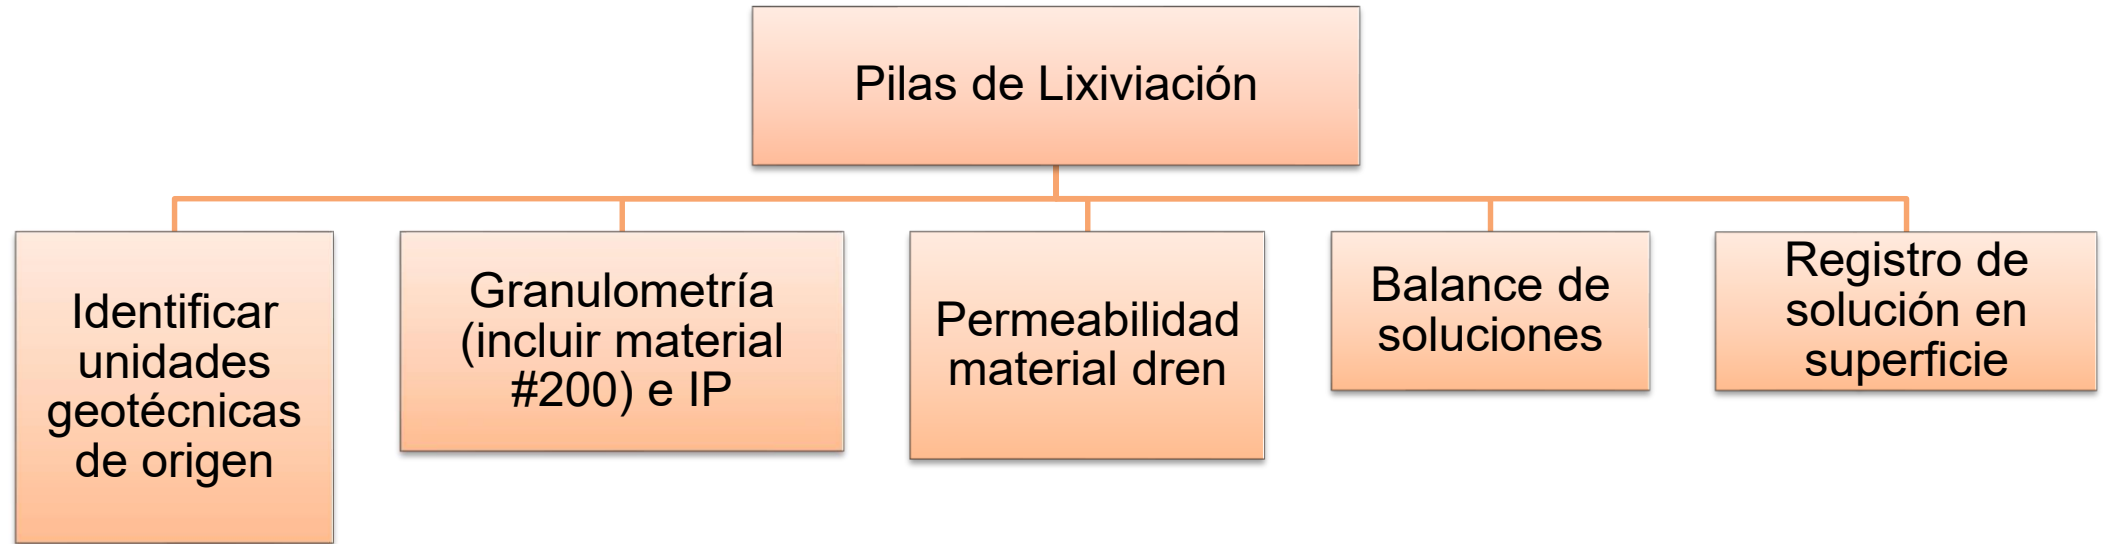 Pilas de Lixiviación
Identificar
unidades
geotécnicas
de origen
Granulometría
(incluir material
#200) e IP
Permeabilidad
material dren
Balance de
soluciones
Registro de
solución en
superficie